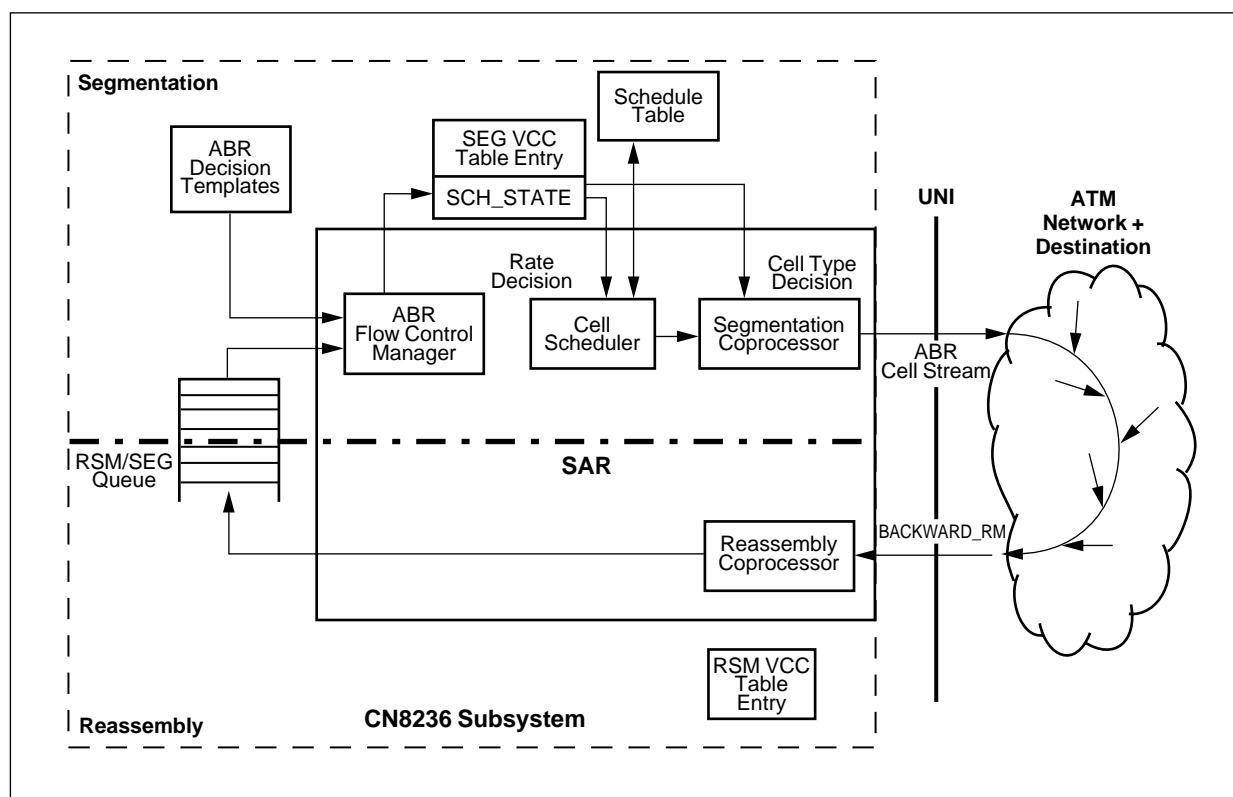 Segmentation
Schedule
Table
ABR
Decision
Templates
SEG VCC
Table Entry
SCH_STATE
UNI
ATM
Network +
Destination
Rate
Decision
Cell Type
Decision
ABR
Flow Control
Manager
Cell
Scheduler
Segmentation
Coprocessor
ABR
Cell Stream
RSM/SEG
Queue
SAR
BACKWARD_RM
Reassembly
Coprocessor
RSM VCC
Table
Entry
Reassembly
CN8236 Subsystem